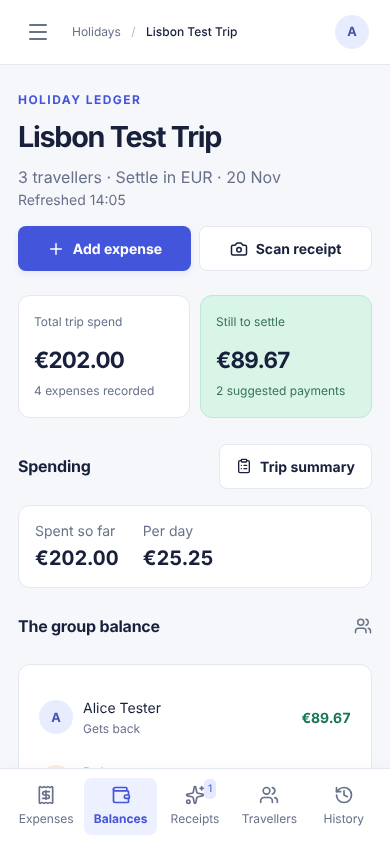 Holidays / Lisbon Test Trip
A
HOLIDAY LEDGER
Lisbon Test Trip
3 travellers · Settle in EUR · 20 Nov
Refreshed 14:05
Add expense
Scan receipt
Total trip spend
€202.00
4 expenses recorded
Still to settle
€89.67
2 suggested payments
Spending
Trip summary
Spent so far
€202.00
Per day
€25.25
The group balance
A
Alice Tester
Gets back
€89.67
Expenses
Balances
1
Receipts
Travellers
History